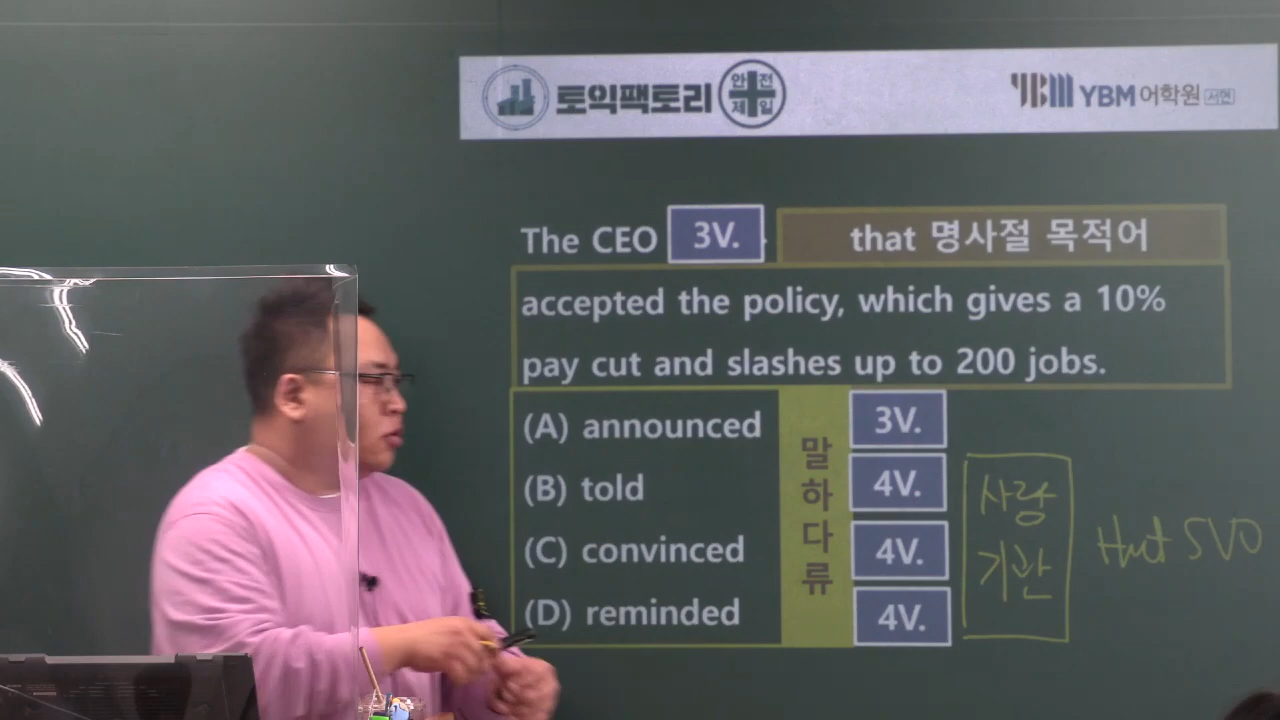 토익팩토리 안전제일
YBM 어학원 서현
The CEO 3V. that 명사절 목적어
accepted the policy, which gives a 10%
pay cut and slashes up to 200 jobs.
(A) announced 3V.
(B) told 4V.
(C) convinced 4V.
(D) reminded 4V.
말하다류
사람
기관
that SVO